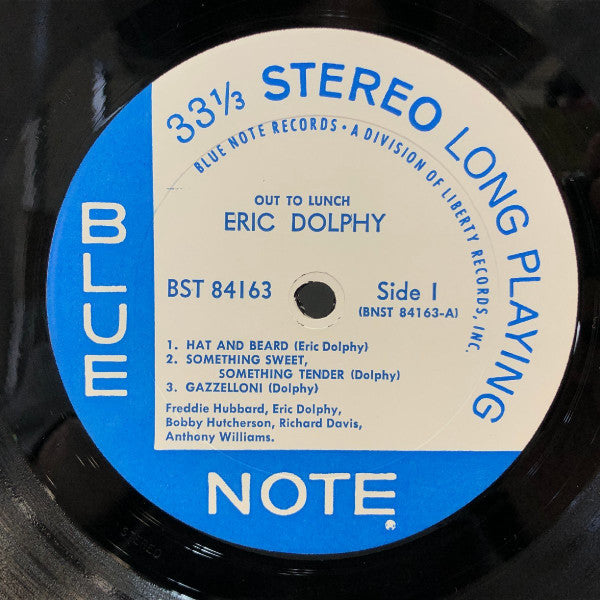 33⅓ STEREO LONG PLAYING
BLUE NOTE RECORDS • A DIVISION OF LIBERTY RECORDS, INC.
OUT TO LUNCH
ERIC DOLPHY
BST 84163
Side 1
(BNST 84163-A)
1. HAT AND BEARD (Eric Dolphy)
2. SOMETHING SWEET,
SOMETHING TENDER (Dolphy)
3. GAZZELLONI (Dolphy)
Freddie Hubbard, Eric Dolphy,
Bobby Hutcherson, Richard Davis,
Anthony Williams.
BLUE
NOTE
STEREO